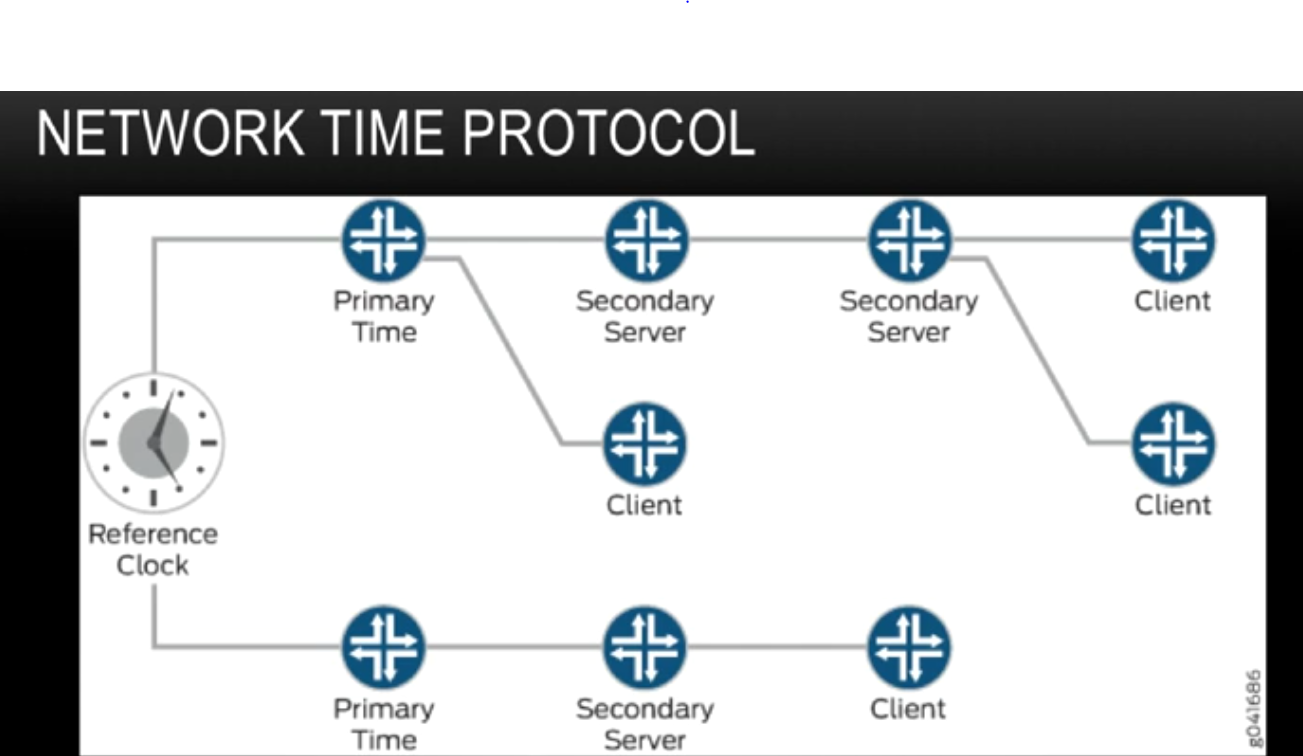 NETWORK TIME PROTOCOL
Primary
Time
Secondary
Server
Secondary
Server
Client
Client
Client
Reference
Clock
Primary
Time
Secondary
Server
Client
g041686